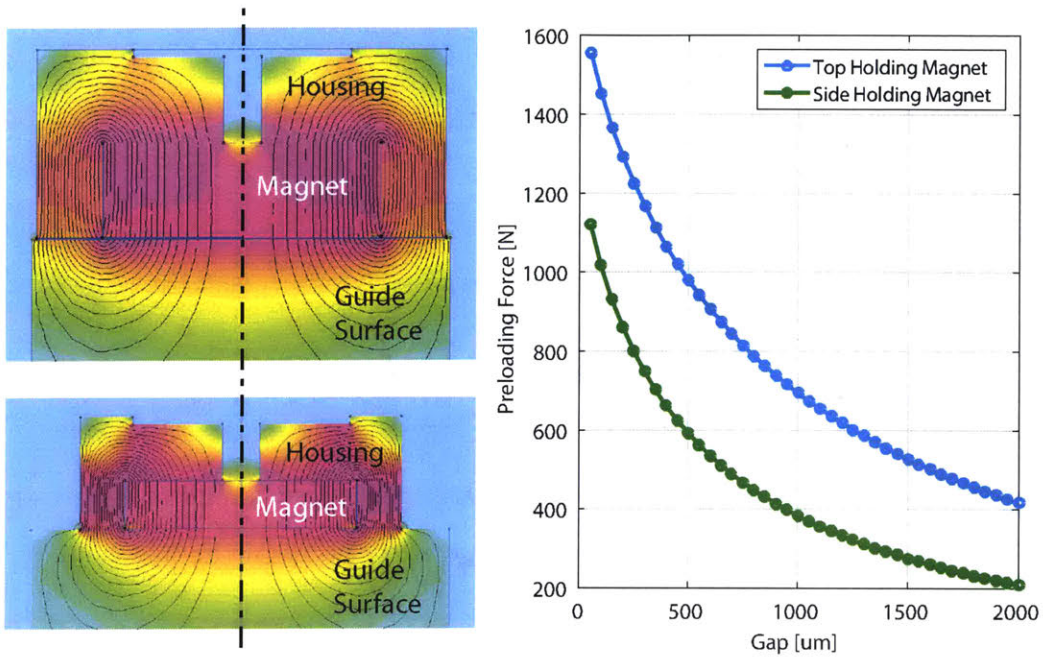 Housing
Magnet
Guide
Surface
Housing
Magnet
Guide
Surface
Preloading Force [N]
1600
1400
1200
1000
800
600
400
200
0
500
1000
1500
2000
Gap [um]
Top Holding Magnet
Side Holding Magnet